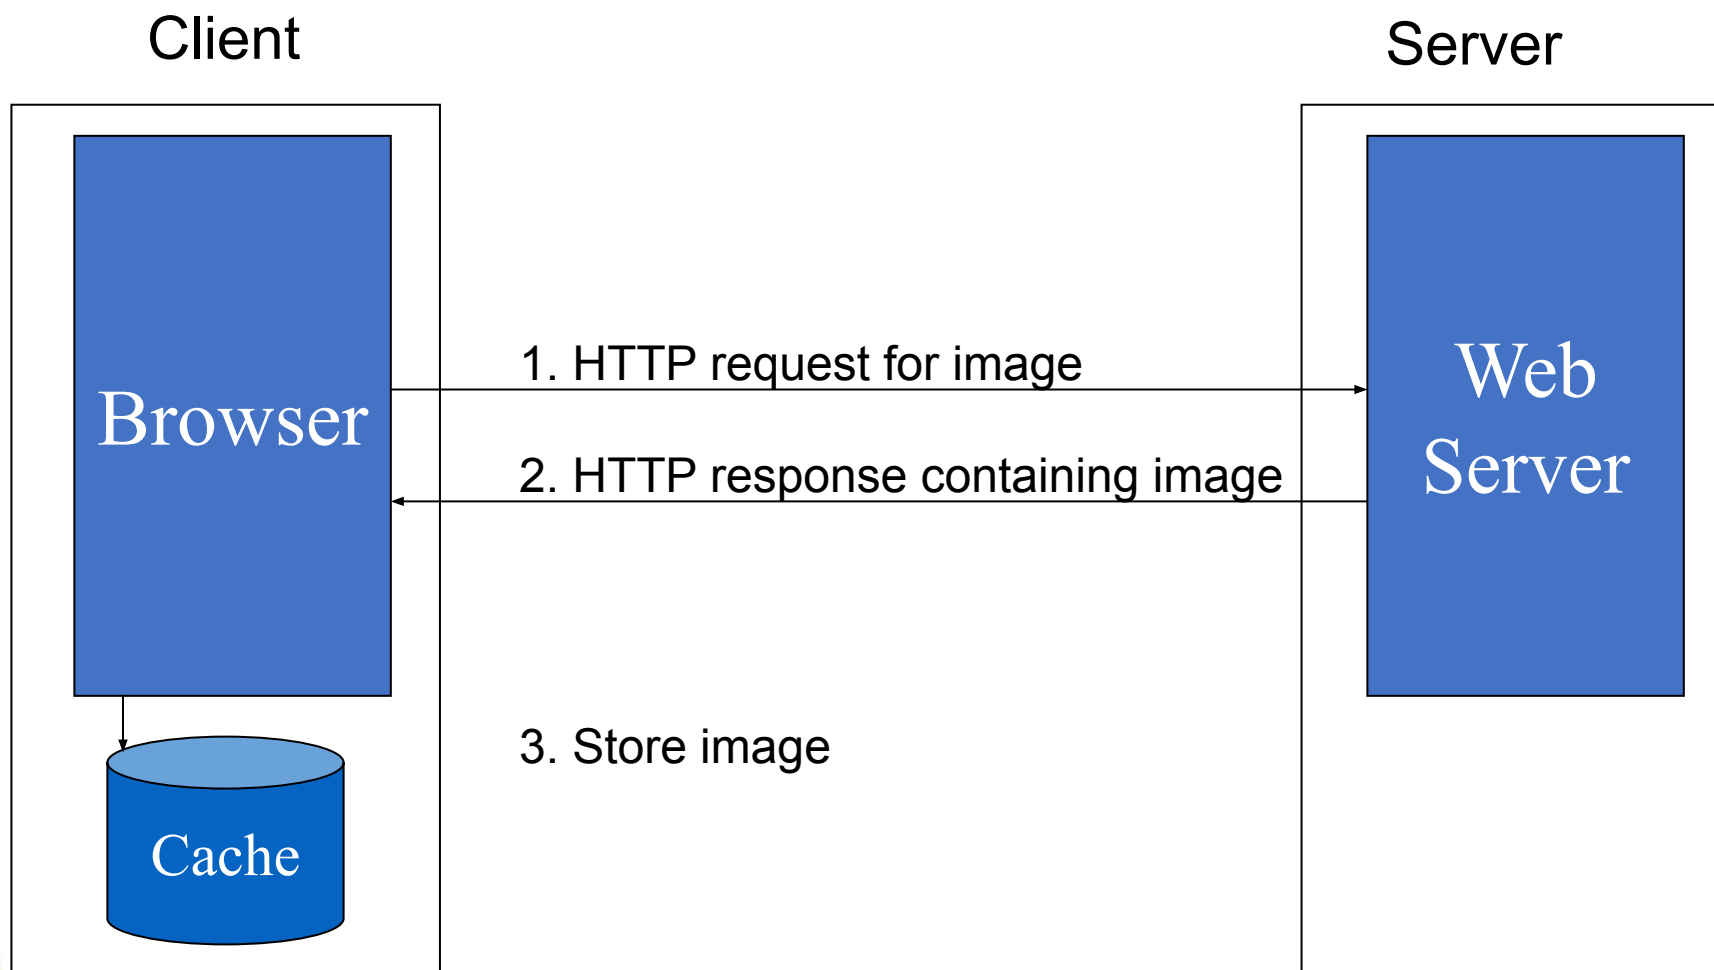 Client
Server
1. HTTP request for image
Web
Server
Browser
2. HTTP response containing image
3. Store image
Cache